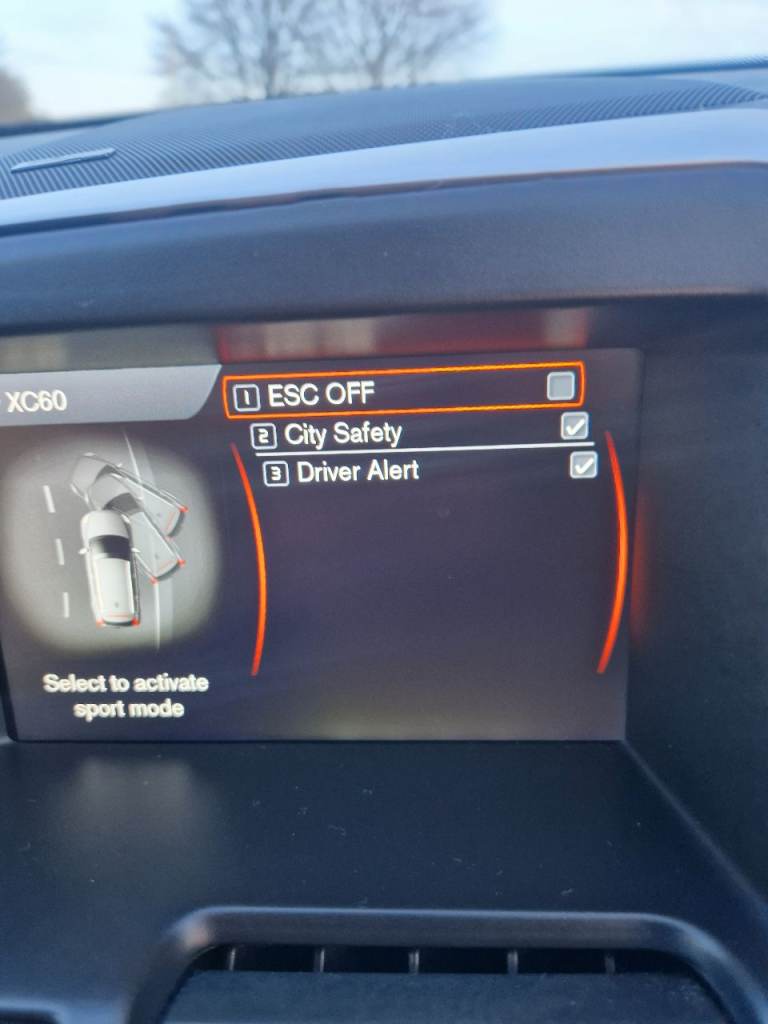 XC60
1 ESC OFF
2 City Safety
3 Driver Alert
Select to activate
sport mode